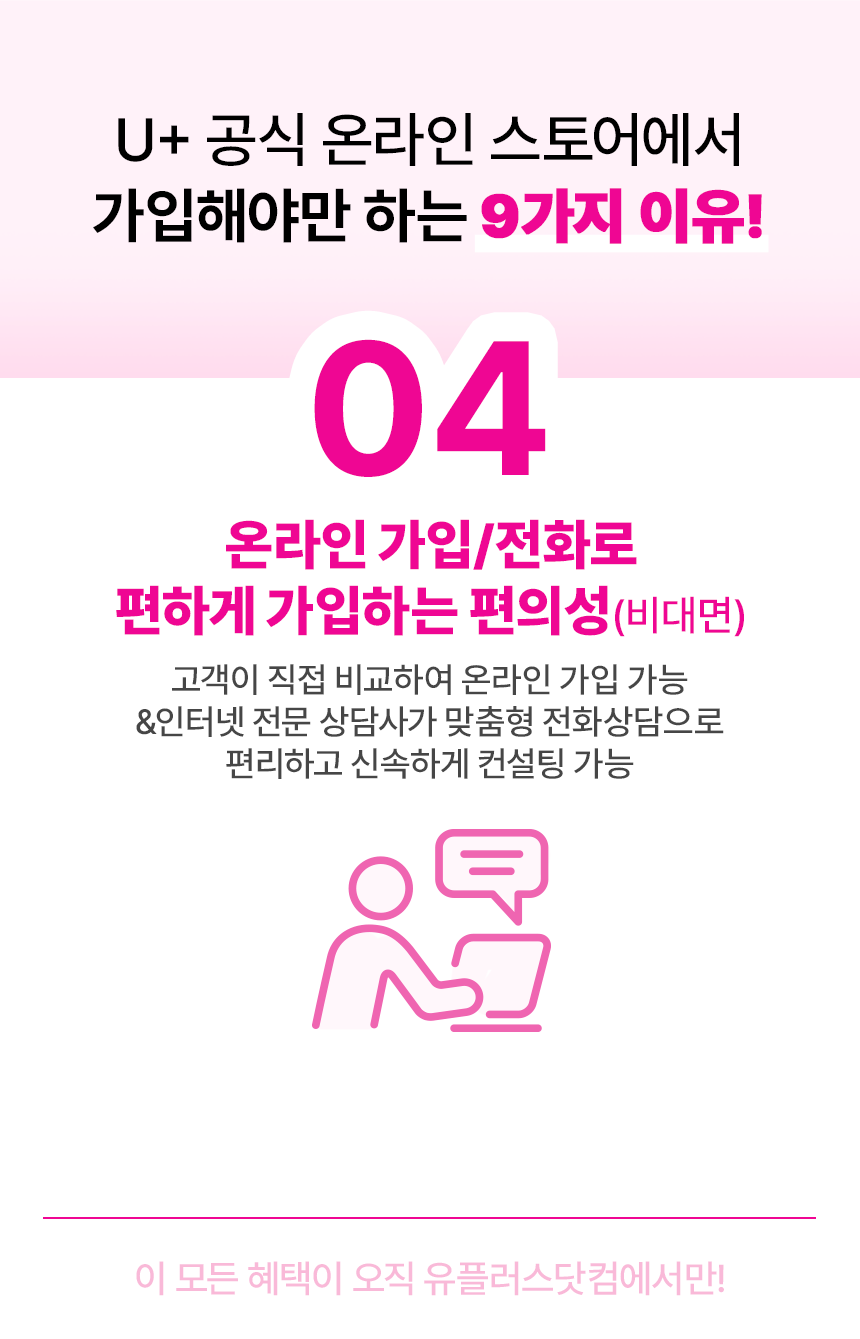 U+ 공식 온라인 스토어에서
가입해야만 하는 9가지 이유!
04
온라인 가입/전화로
편하게 가입하는 편의성(비대면)
고객이 직접 비교하여 온라인 가입 가능
&인터넷 전문 상담사가 맞춤형 전화상담으로
편리하고 신속하게 컨설팅 가능
이 모든 혜택이 오직 유플러스닷컴에서만!